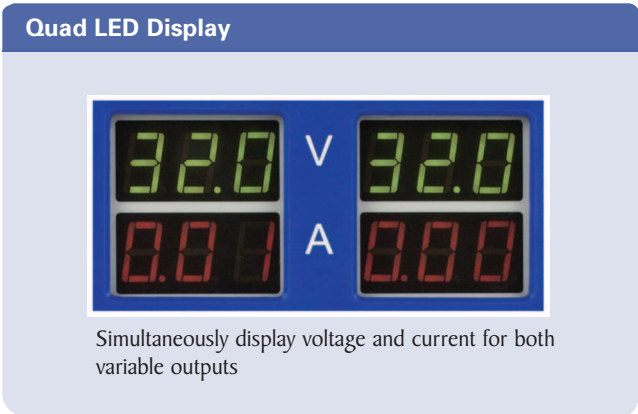 Quad LED Display
32.0 V 32.0
0.01 A 0.00
Simultaneously display voltage and current for both
variable outputs